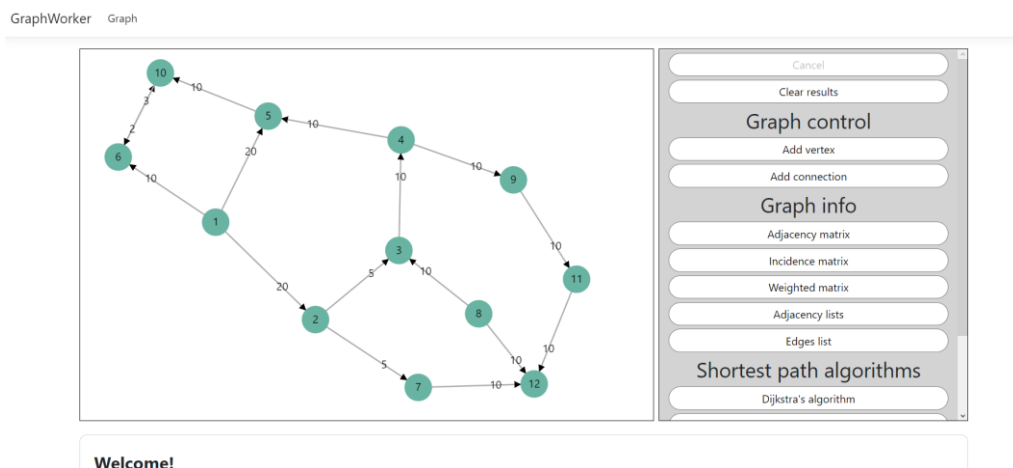 GraphWorker Graph
10
10
3
5
10
2
4
20
6
10
10
10
9
1
3
10
5
10
11
20
2
8
10
10
5
7
10
12
Cancel
Clear results
Graph control
Add vertex
Add connection
Graph info
Adjacency matrix
Incidence matrix
Weighted matrix
Adjacency lists
Edges list
Shortest path algorithms
Dijkstra's algorithm
Welcome!